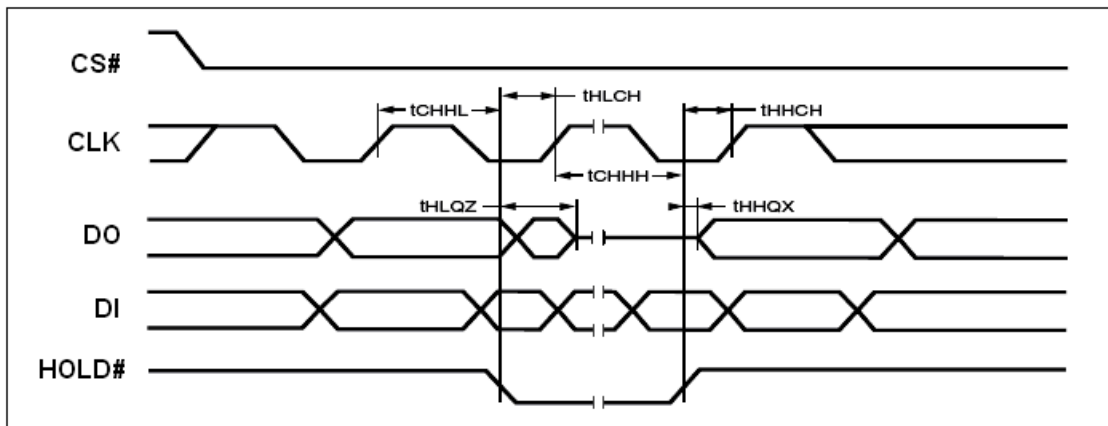 CS#
tCHHL
tHLCH
tHHCH
CLK
tCHHH
tHLQZ
tHHQX
DO
DI
HOLD#